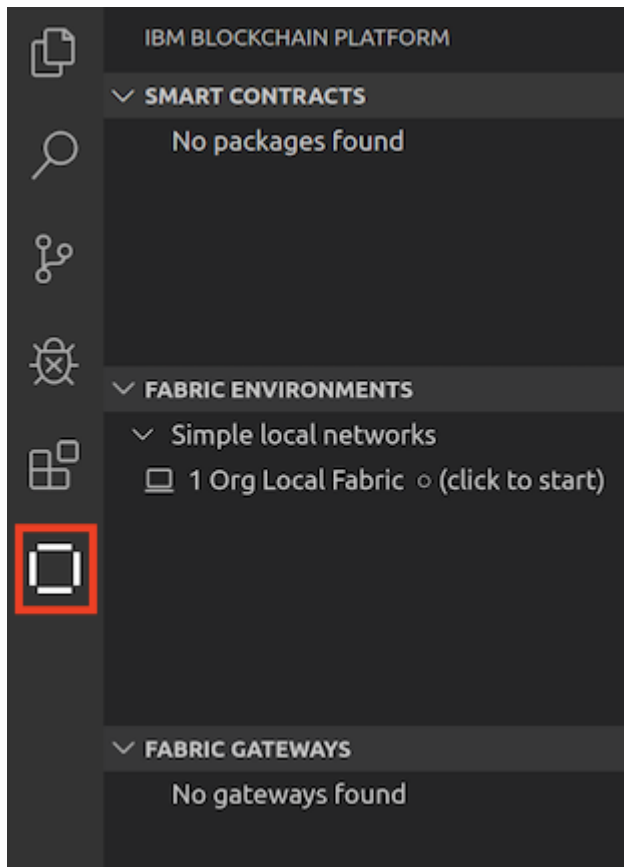 IBM BLOCKCHAIN PLATFORM
SMART CONTRACTS
No packages found
FABRIC ENVIRONMENTS
Simple local networks
1 Org Local Fabric ○ (click to start)
FABRIC GATEWAYS
No gateways found